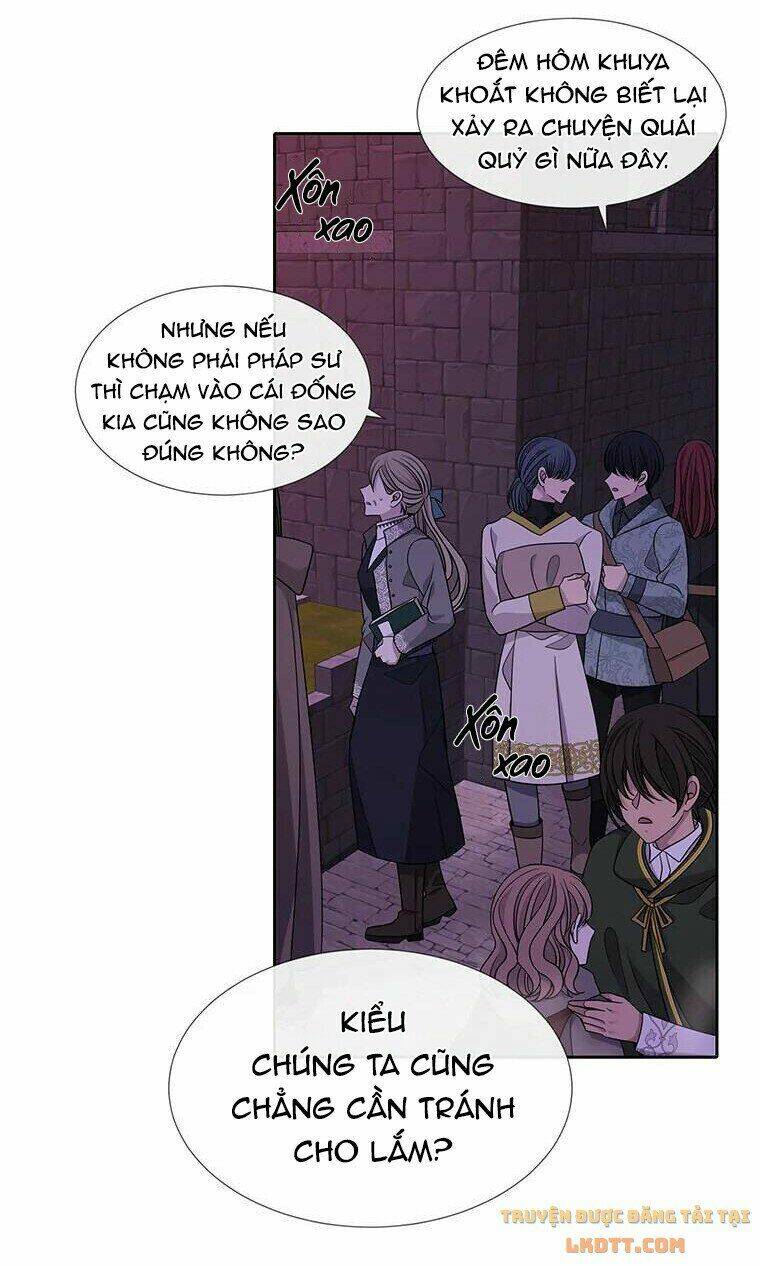 ĐÊM HÔM KHUYA
KHOẮT KHÔNG BIẾT LẠI
XẢY RA CHUYỆN QUÁI
QUỶ GÌ NỮA ĐÂY.
Xôn
xao
NHƯNG NẾU
KHÔNG PHẢI PHÁP SƯ
THÌ CHẠM VÀO CÁI ĐỐNG
KIA CŨNG KHÔNG SAO
ĐÚNG KHÔNG?
Xôn
xao
KIỂU
CHÚNG TA CŨNG
CHẲNG CẦN TRÁNH
CHO LẮM?
TRUYỆN ĐƯỢC ĐĂNG TẢI TẠI
LKDTT.COM